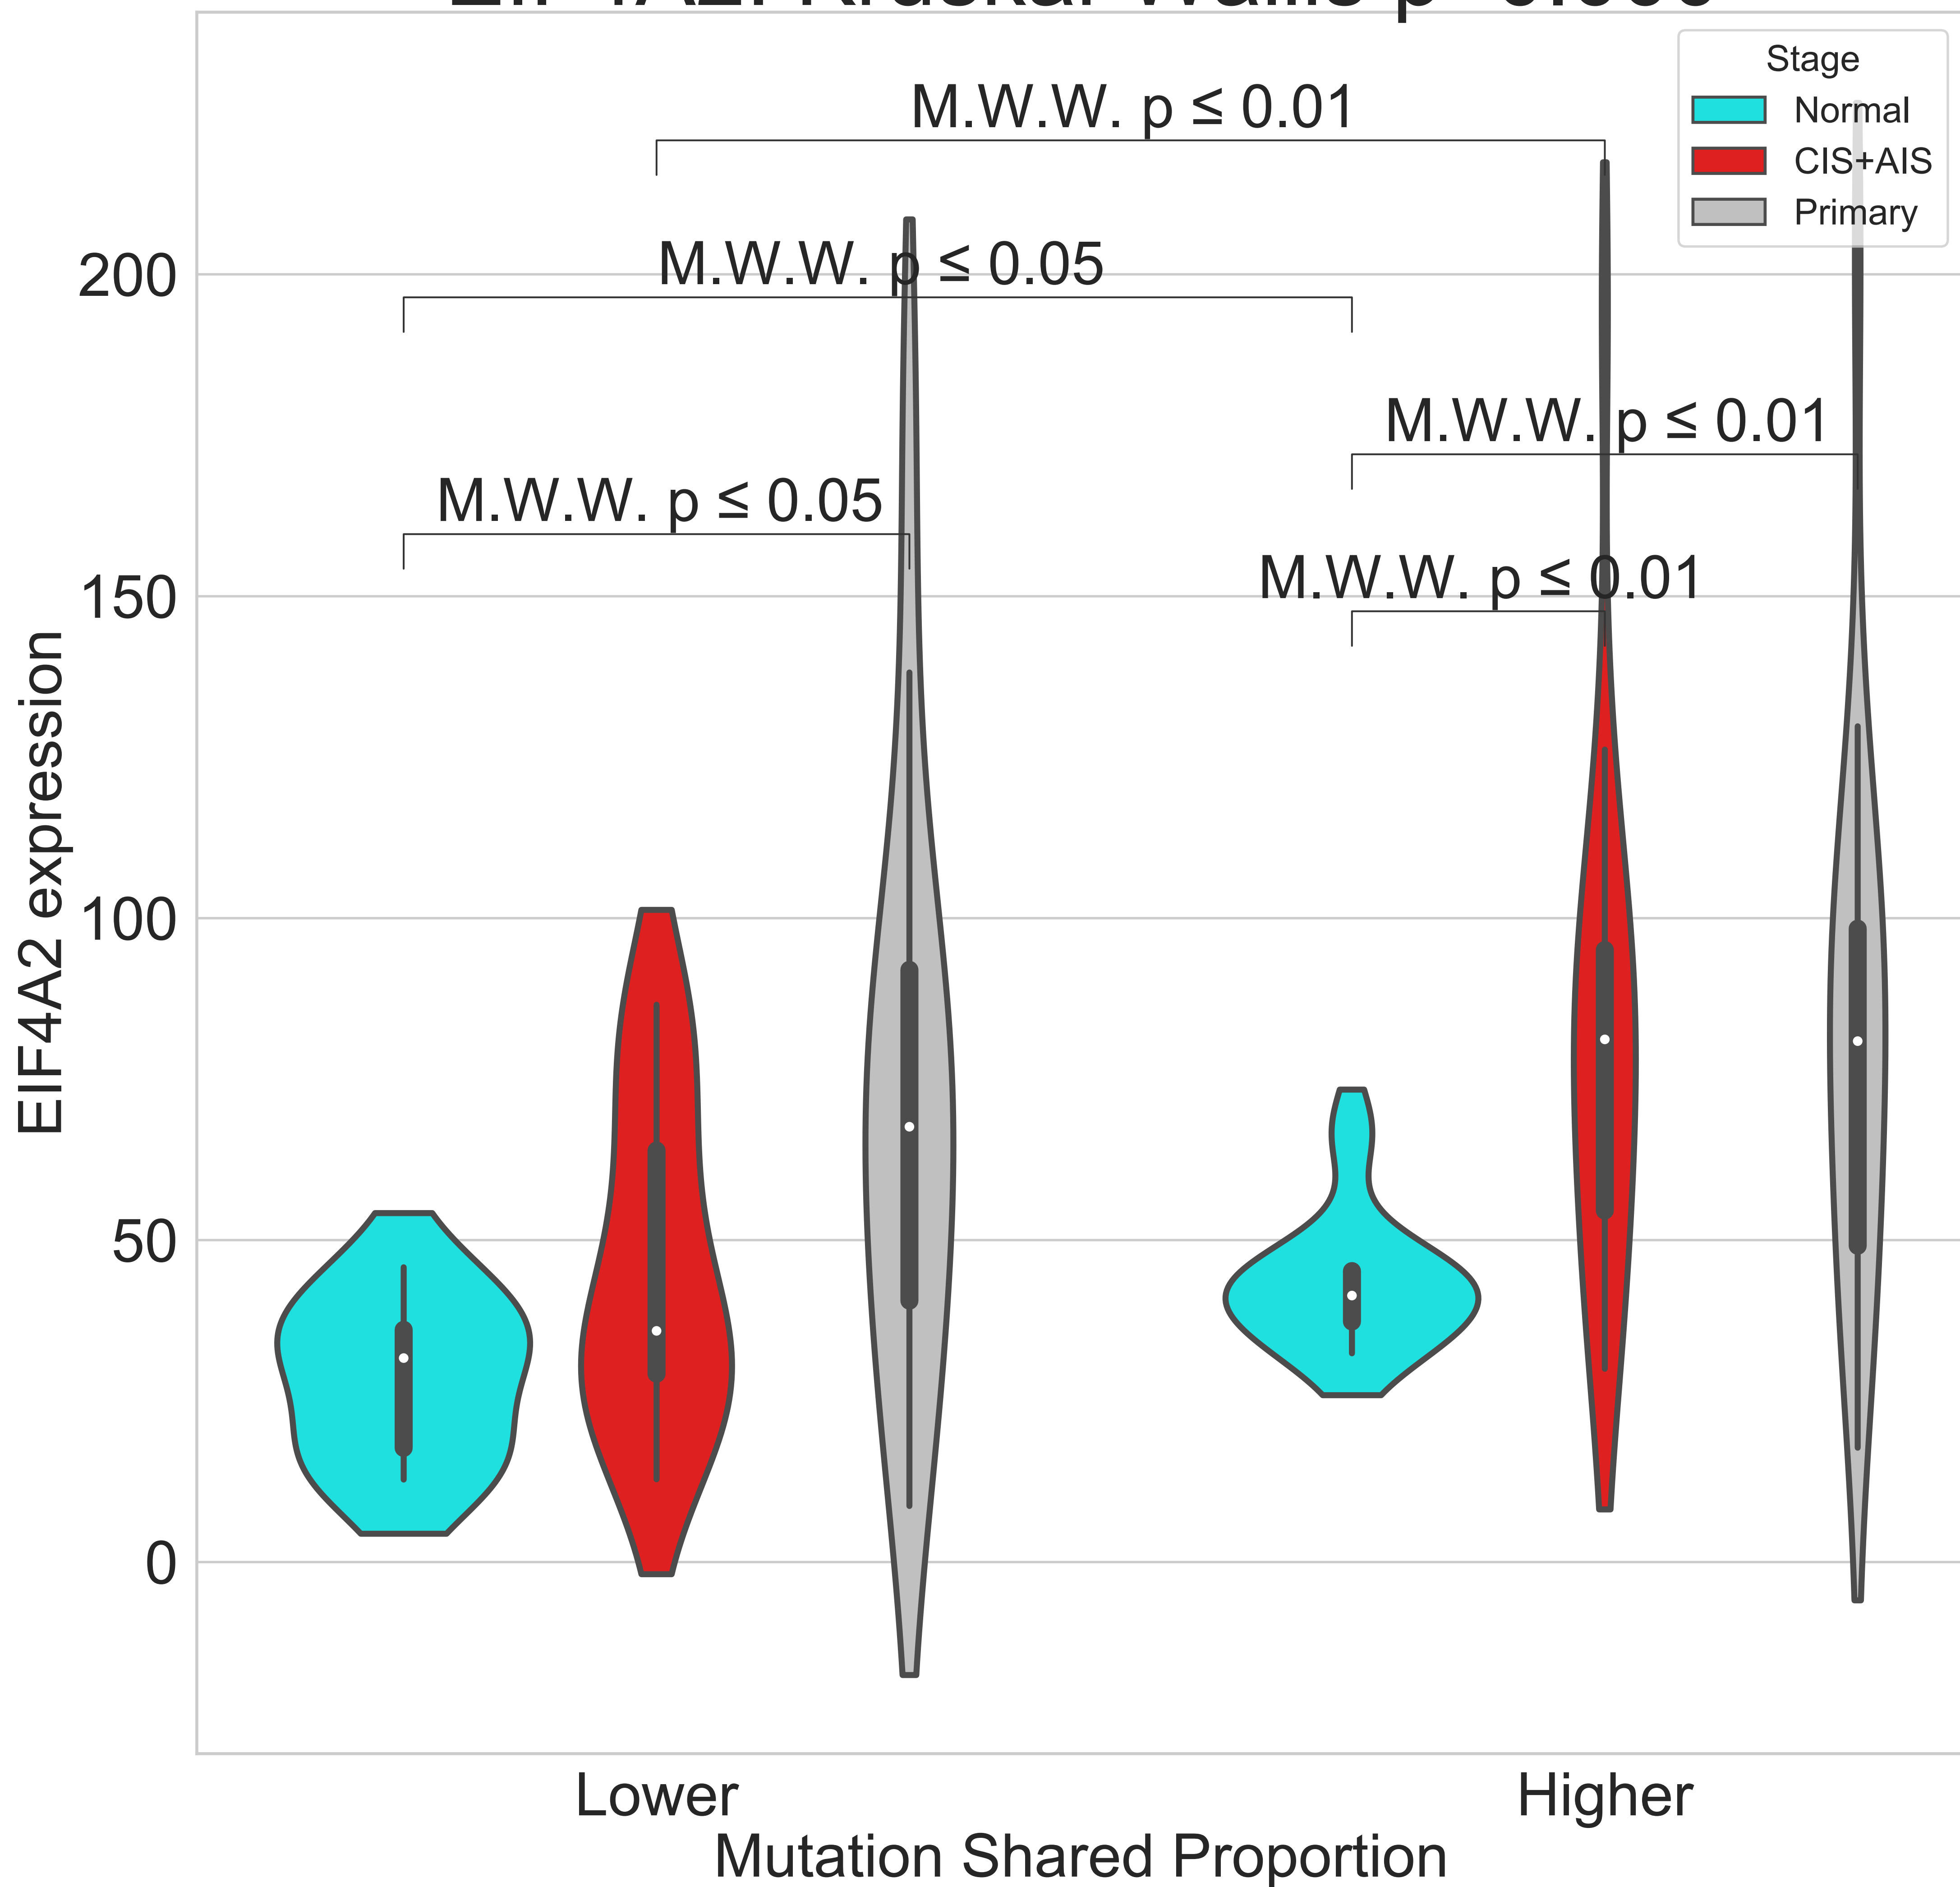 Stage
Normal
CIS+AIS
Primary
M.W.W. p ≤ 0.01
M.W.W. p ≤ 0.05
M.W.W. p ≤ 0.01
M.W.W. p ≤ 0.05
M.W.W. p ≤ 0.01
200
150
100
50
0
EIF4A2 expression
Lower
Higher
Mutation Shared Proportion